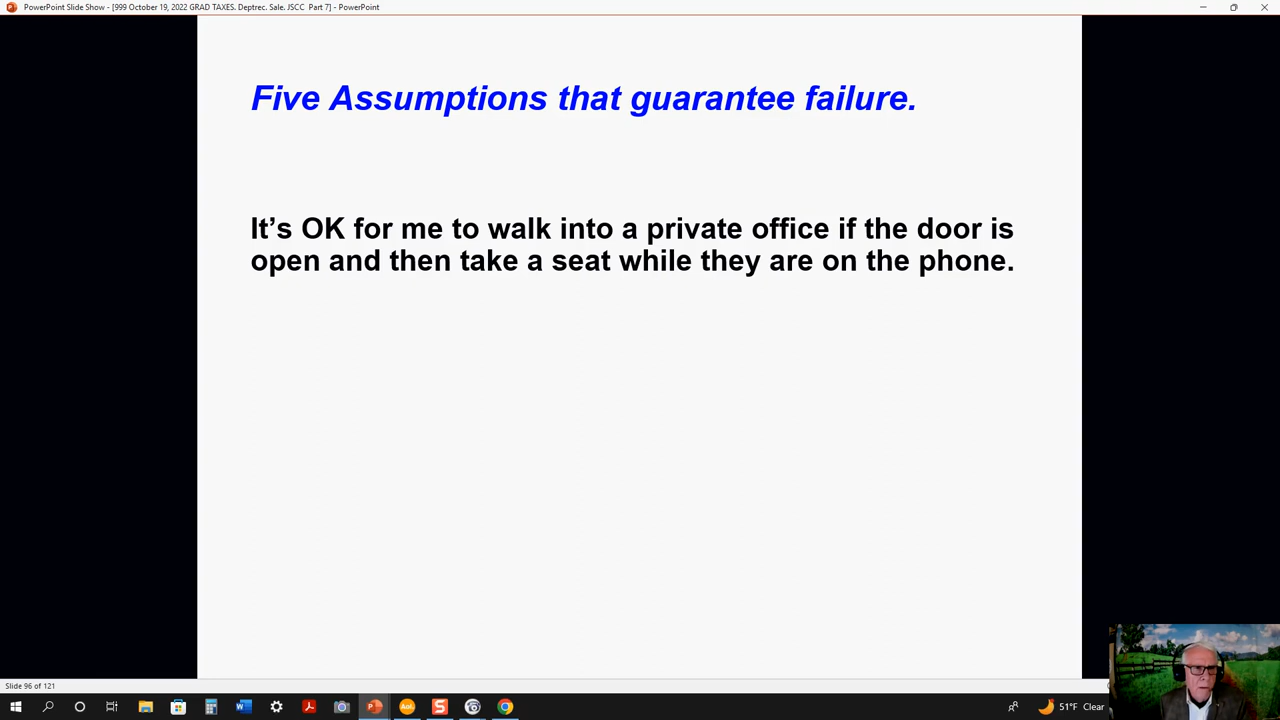 PowerPoint Slide Show - [999 October 19, 2022 GRAD TAXES. Deptrec. Sale. JSCC  Part 7] - PowerPoint
Five Assumptions that guarantee failure.
It’s OK for me to walk into a private office if the door is
open and then take a seat while they are on the phone.
Slide 96 of 121
Aol.
51°F Clear